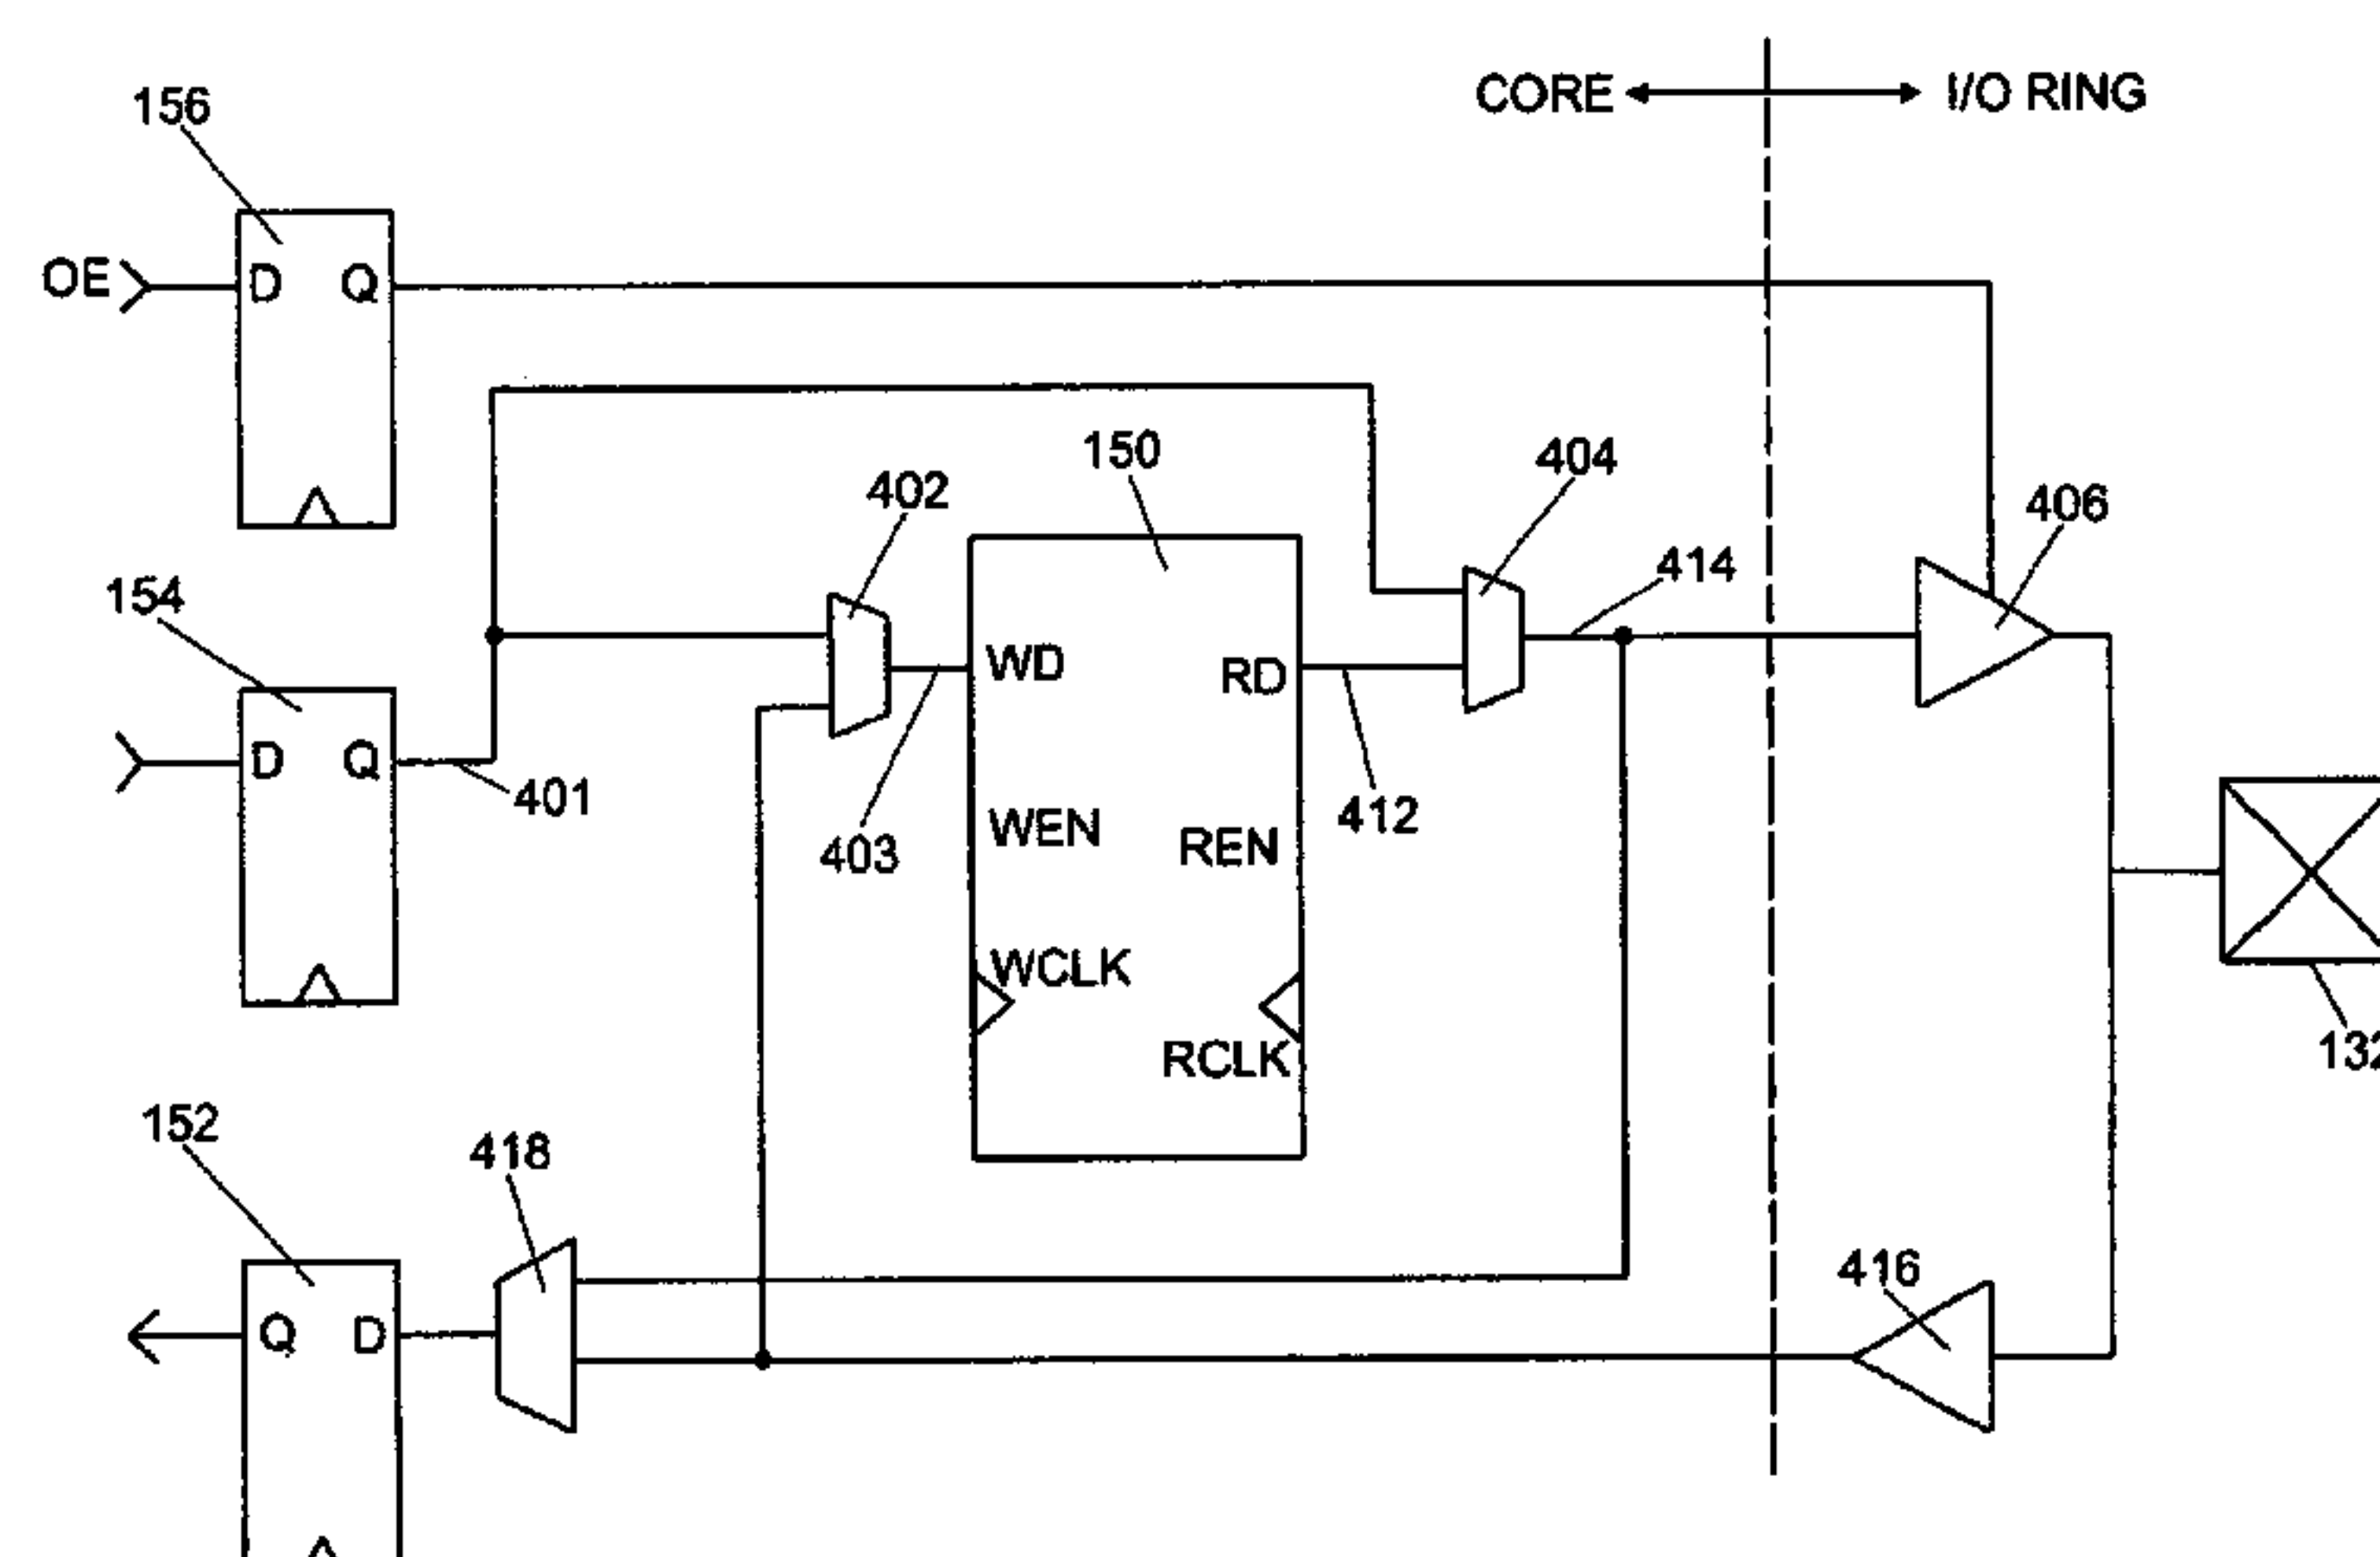 CORE I/O RING
156
OE
D Q
150
404
402
406
414
154
WD
RD
D Q
401
412
WEN
REN
403
WCLK
RCLK
152
418
416
Q D